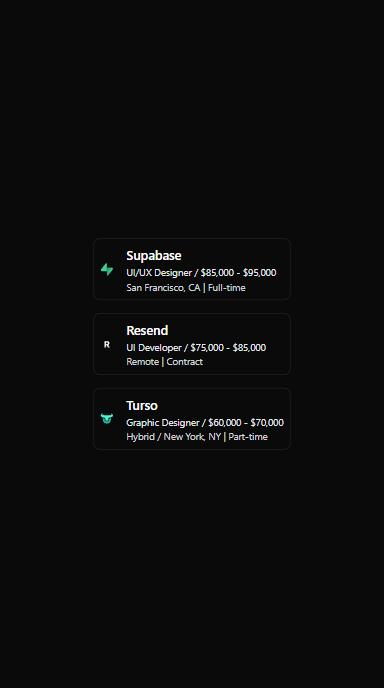 Supabase
UI/UX Designer / $85,000 - $95,000
San Francisco, CA | Full-time
R
Resend
UI Developer / $75,000 - $85,000
Remote | Contract
Turso
Graphic Designer / $60,000 - $70,000
Hybrid / New York, NY | Part-time